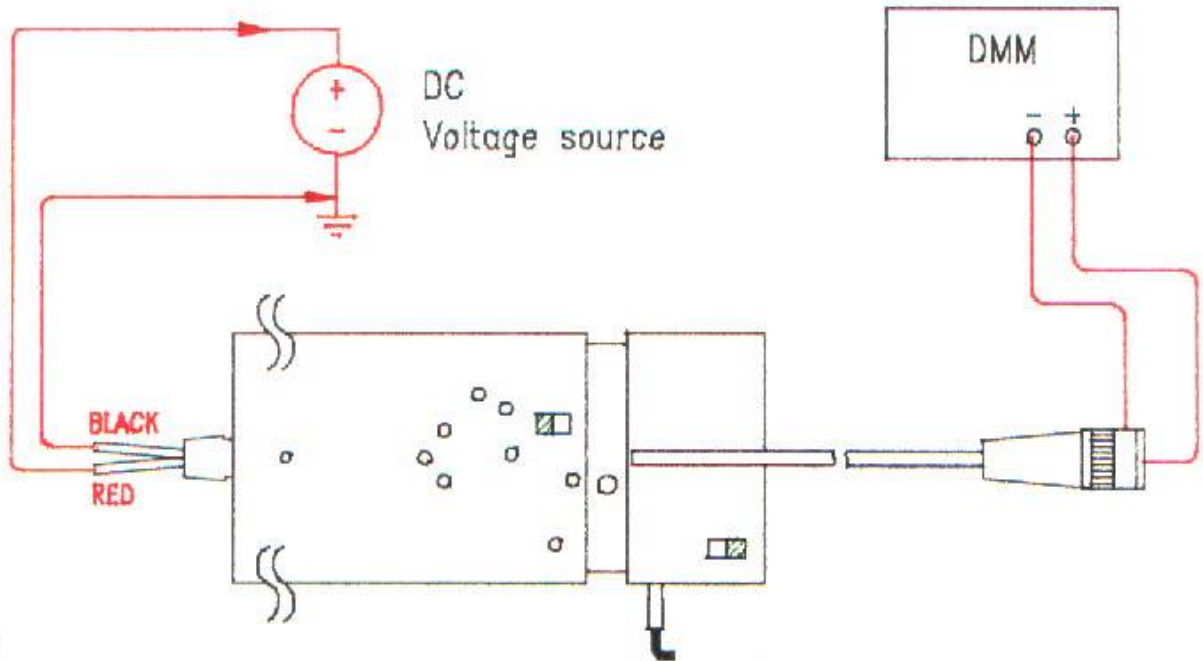 DC
Voltage source
+
-
DMM
- +
BLACK
RED